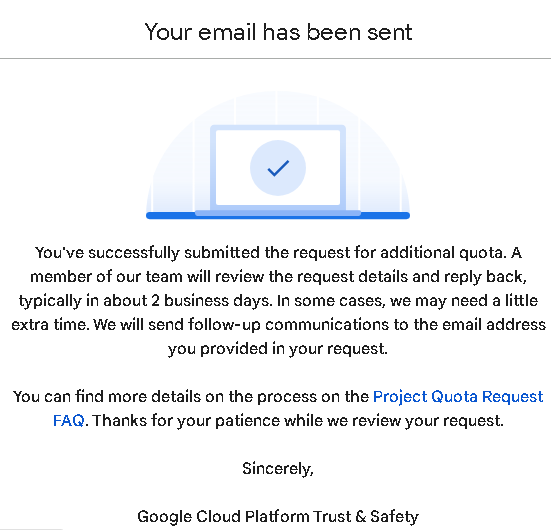 Your email has been sent
You've successfully submitted the request for additional quota. A
member of our team will review the request details and reply back,
typically in about 2 business days. In some cases, we may need a little
extra time. We will send follow-up communications to the email address
you provided in your request.
You can find more details on the process on the Project Quota Request
FAQ. Thanks for your patience while we review your request.
Sincerely,
Google Cloud Platform Trust & Safety